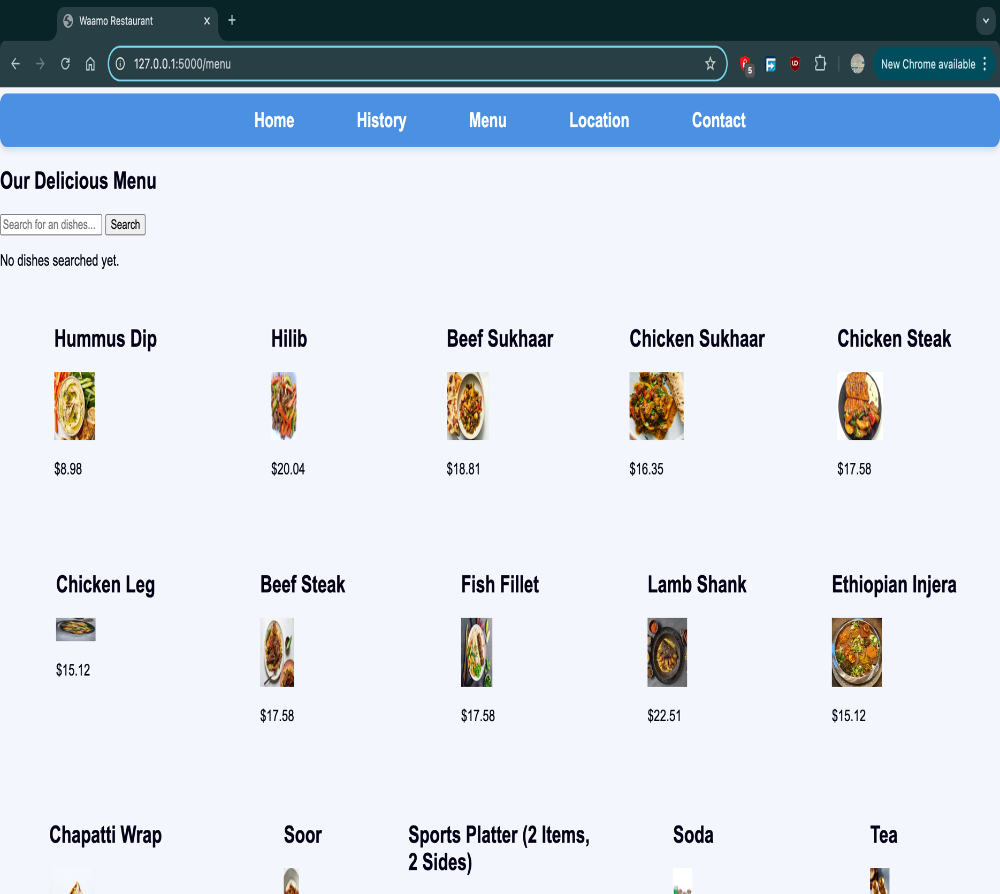 Waamo Restaurant
127.0.0.1:5000/menu
5
UO
New Chrome available
Home History Menu Location Contact
Our Delicious Menu
Search for an dishes... Search
No dishes searched yet.
Hummus Dip Hilib Beef Sukhaar Chicken Sukhaar Chicken Steak
$8.98 $20.04 $18.81 $16.35 $17.58
Chicken Leg Beef Steak Fish Fillet Lamb Shank Ethiopian Injera
$15.12
$17.58 $17.58 $22.51 $15.12
Chapatti Wrap Soor Sports Platter (2 Items, Soda Tea
2 Sides)